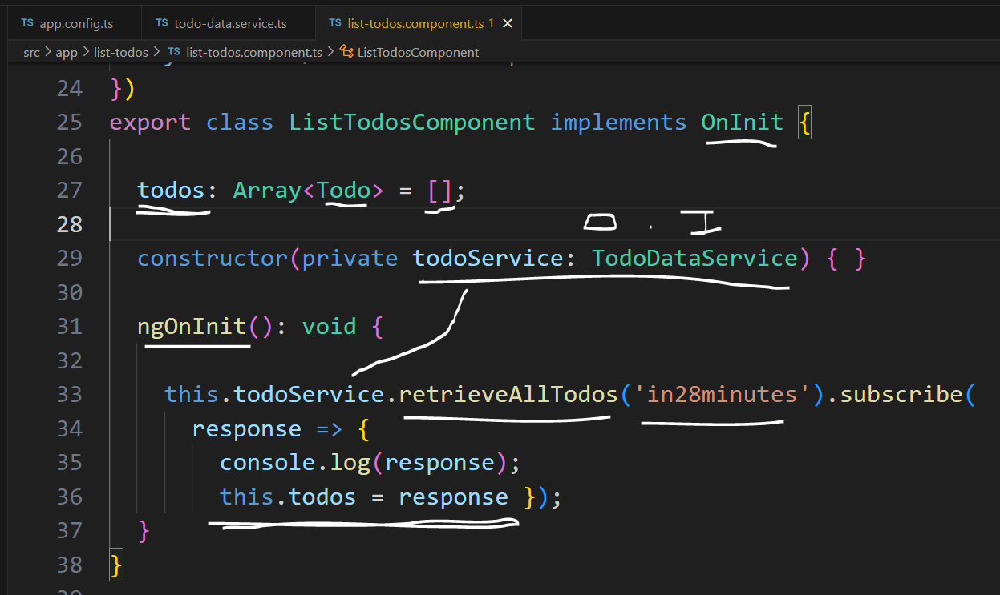 TS app.config.ts TS todo-data.service.ts TS list-todos.component.ts 1 ✕
src > app > list-todos > TS list-todos.component.ts > ListTodosComponent
24 })
25 export class ListTodosComponent implements OnInit {
26
27 todos: Array<Todo> = [];
28
29 constructor(private todoService: TodoDataService) { }
30
31 ngOnInit(): void {
32
33 this.todoService.retrieveAllTodos('in28minutes').subscribe(
34 response => {
35 console.log(response);
36 this.todos = response });
37 }
38 }